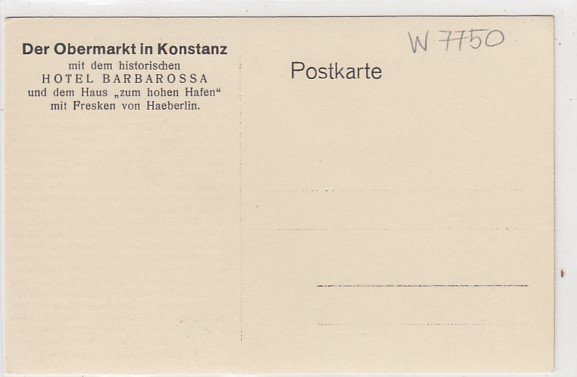 Der Obermarkt in Konstanz
mit dem historischen
HOTEL BARBAROSSA
und dem Haus „zum hohen Hafen“
mit Fresken von Haeberlin.
W 7750
Postkarte